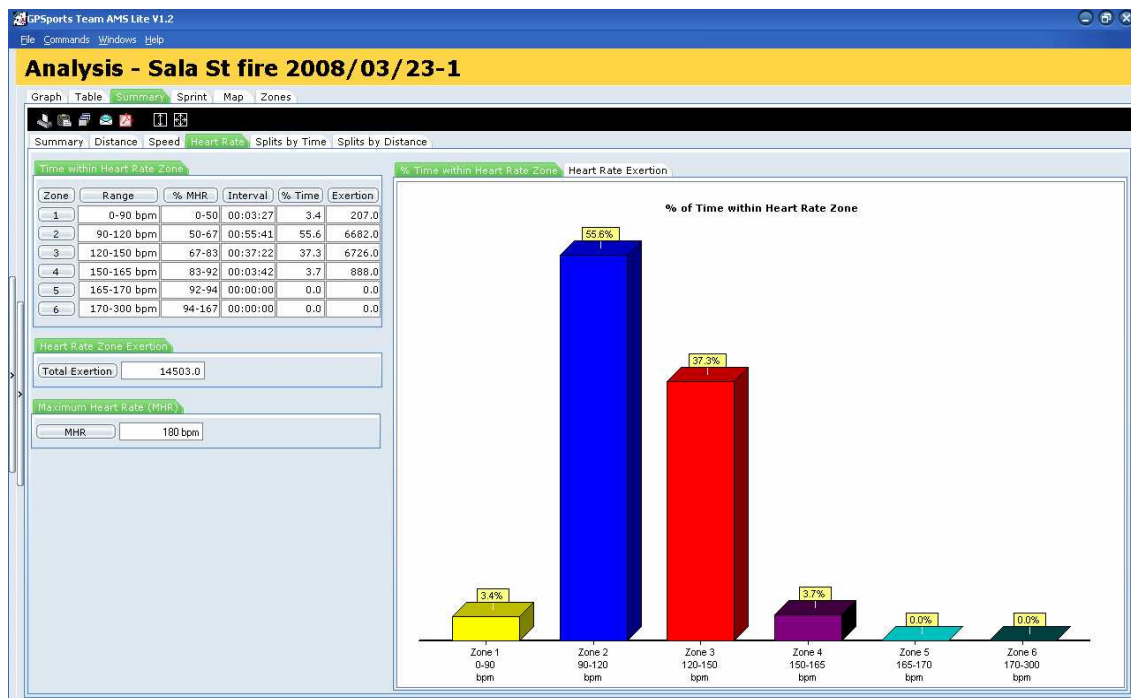 GPSports Team AMS Lite V1.2
File Commands Windows Help
Analysis - Sala St fire 2008/03/23-1
Graph Table Summary Sprint Map Zones
Summary Distance Speed Heart Rate Splits by Time Splits by Distance
Time within Heart Rate Zone
Zone Range % MHR Interval % Time Exertion
1 0-90 bpm 0-50 00:03:27 3.4 207.0
2 90-120 bpm 50-67 00:55:41 55.6 6682.0
3 120-150 bpm 67-83 00:37:22 37.3 6726.0
4 150-165 bpm 83-92 00:03:42 3.7 888.0
5 165-170 bpm 92-94 00:00:00 0.0 0.0
6 170-300 bpm 94-167 00:00:00 0.0 0.0
Heart Rate Zone Exertion
Total Exertion 14503.0
Maximum Heart Rate (MHR)
MHR 180 bpm
% Time within Heart Rate Zone Heart Rate Exertion
% of Time within Heart Rate Zone
55.6%
37.3%
3.4% 3.7% 0.0% 0.0%
Zone 1 Zone 2 Zone 3 Zone 4 Zone 5 Zone 6
0-90 90-120 120-150 150-165 165-170 170-300
bpm bpm bpm bpm bpm bpm